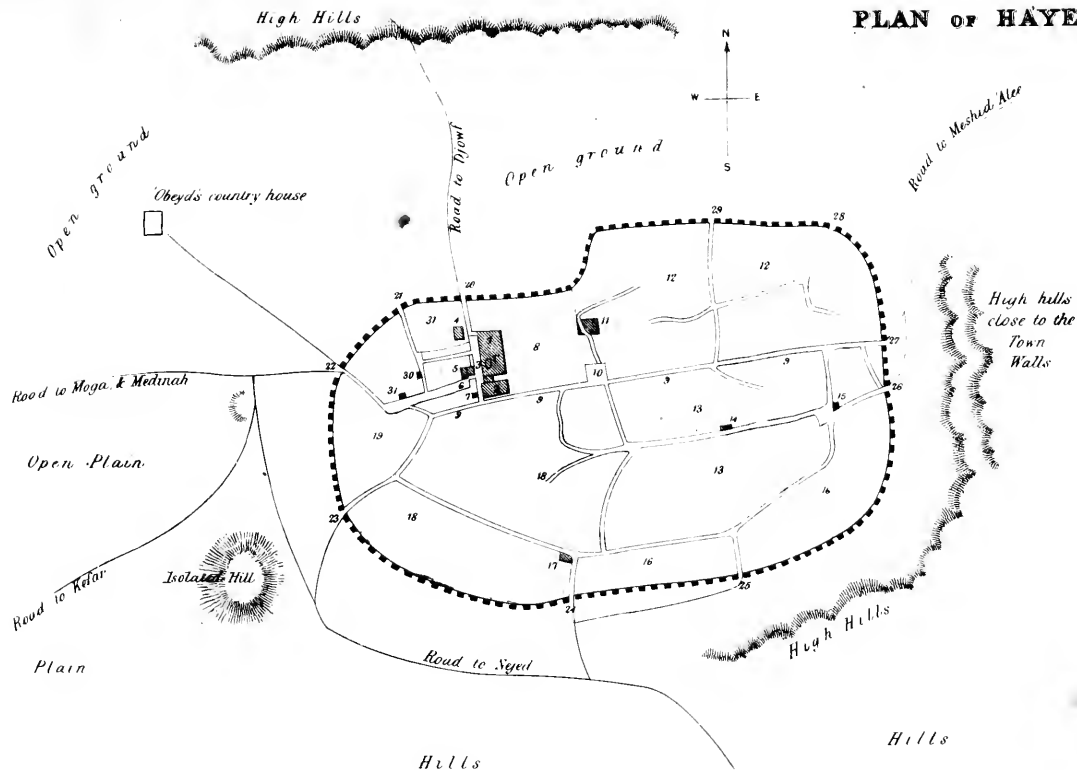 PLAN OF HAYE
High Hills
N
W E
S
Road to Meshid 'Alee
Open ground
Open ground
Road to Djowf
'Obeyd's country house
29
28
12
12
21
20
31
4
11
8
High hills
close to the
Town
Walls
27
22
30
5
3
6
10
9
9
26
Road to Moga & Medinah
31
7
9
9
13
14
15
19
Open Plain
18
13
16
18
23
17
16
Isolated Hill
25
24
Road to Kefar
High Hills
Plain
Road to Nejed
Hills
Hills